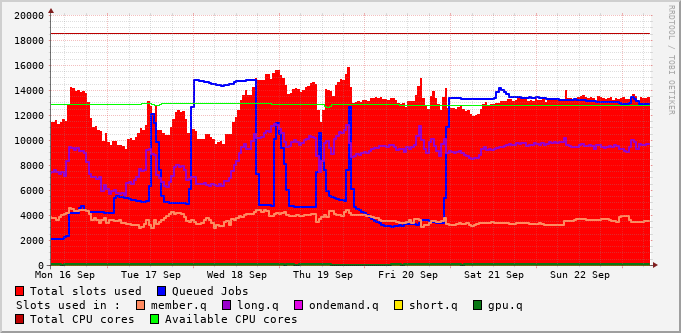 RRDTOOL / TOBI OETIKER
20000
18000
16000
14000
12000
10000
8000
6000
4000
2000
0
Mon 16 Sep Tue 17 Sep Wed 18 Sep Thu 19 Sep Fri 20 Sep Sat 21 Sep Sun 22 Sep
Total slots used Queued Jobs
Slots used in : member.q long.q ondemand.q short.q gpu.q
Total CPU cores Available CPU cores